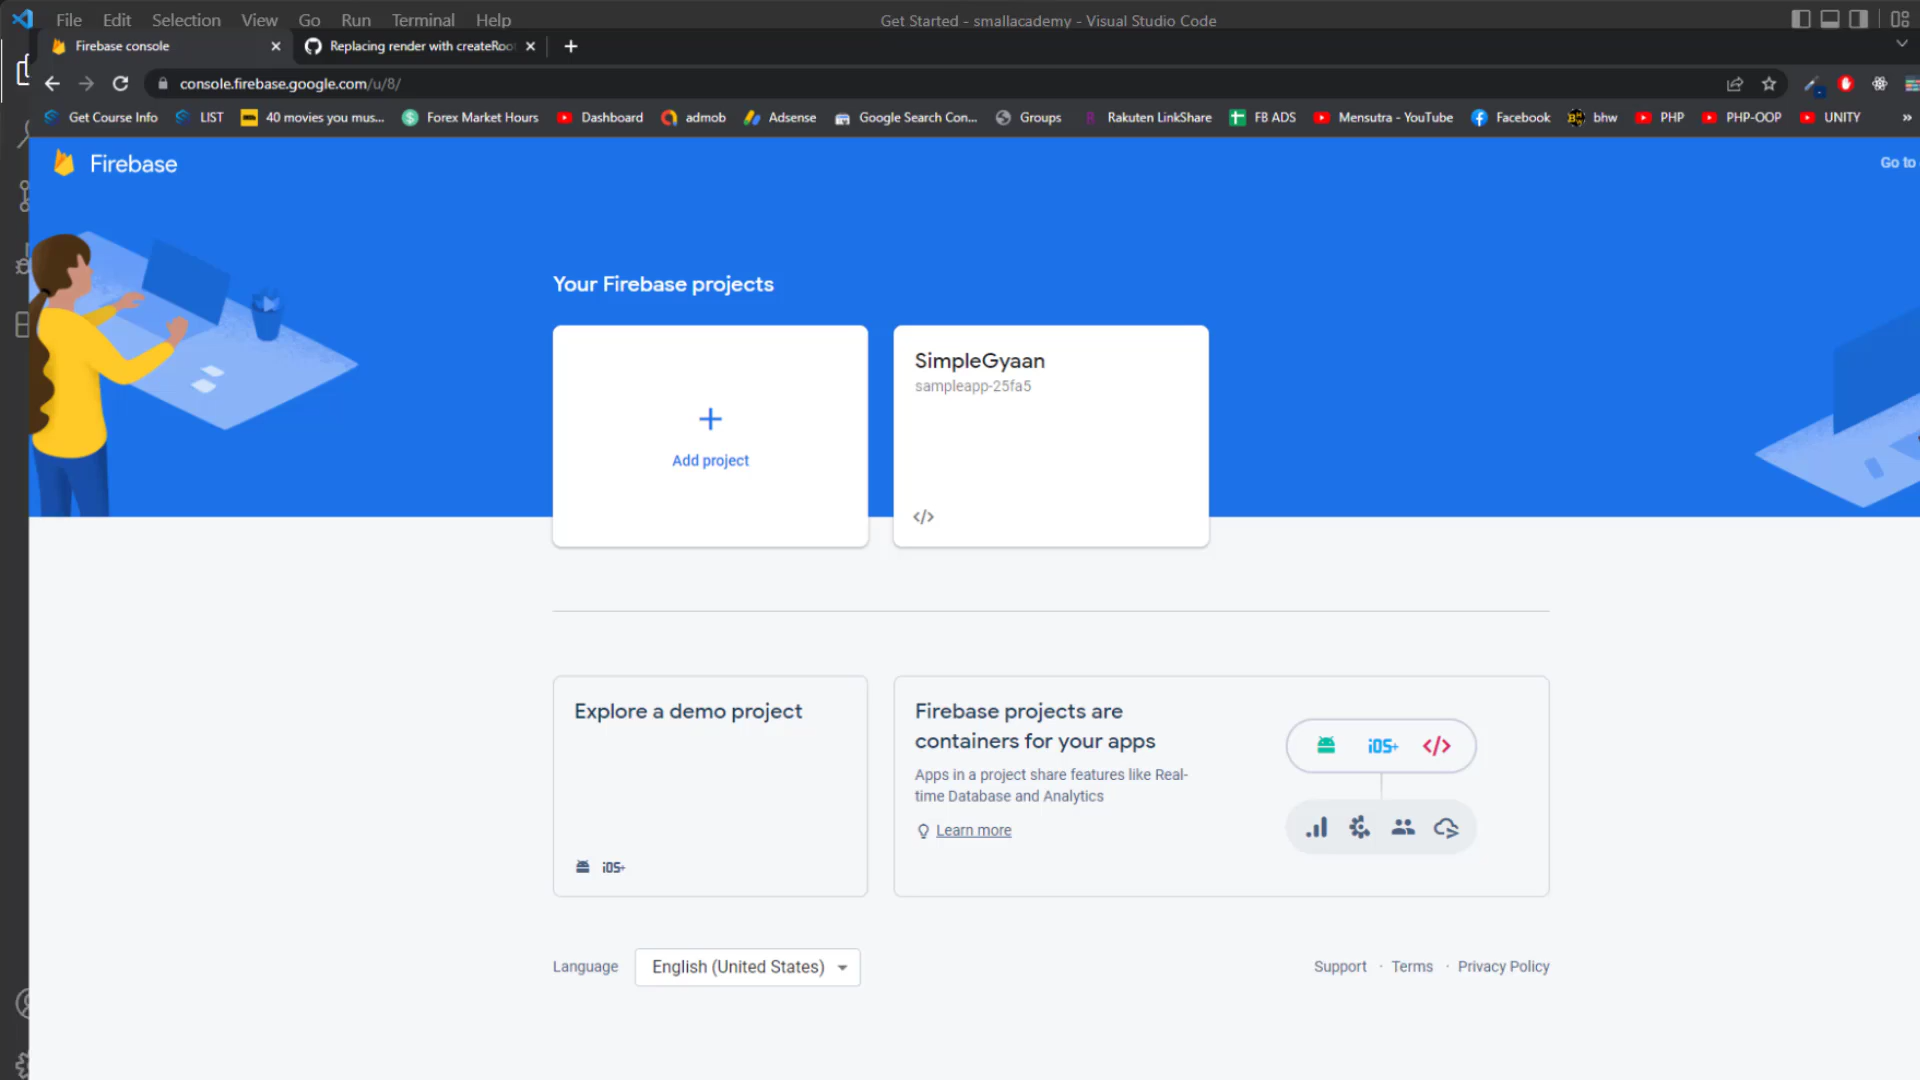 File Edit Selection View Go Run Terminal Help
Get Started - smallacademy - Visual Studio Code
Firebase console
Replacing render with createRoo
console.firebase.google.com/u/8/
Get Course Info LIST 40 movies you mus... Forex Market Hours Dashboard admob Adsense Google Search Con... Groups Rakuten LinkShare FB ADS Mensutra - YouTube Facebook bhw PHP PHP-OOP UNITY »
Firebase
Go to
Your Firebase projects
Add project
SimpleGyaan
sampleapp-25fa5
</>
Explore a demo project
iOS+
Firebase projects are
containers for your apps
Apps in a project share features like Real-
time Database and Analytics
Learn more
iOS+ </>
Language English (United States)
Support · Terms · Privacy Policy